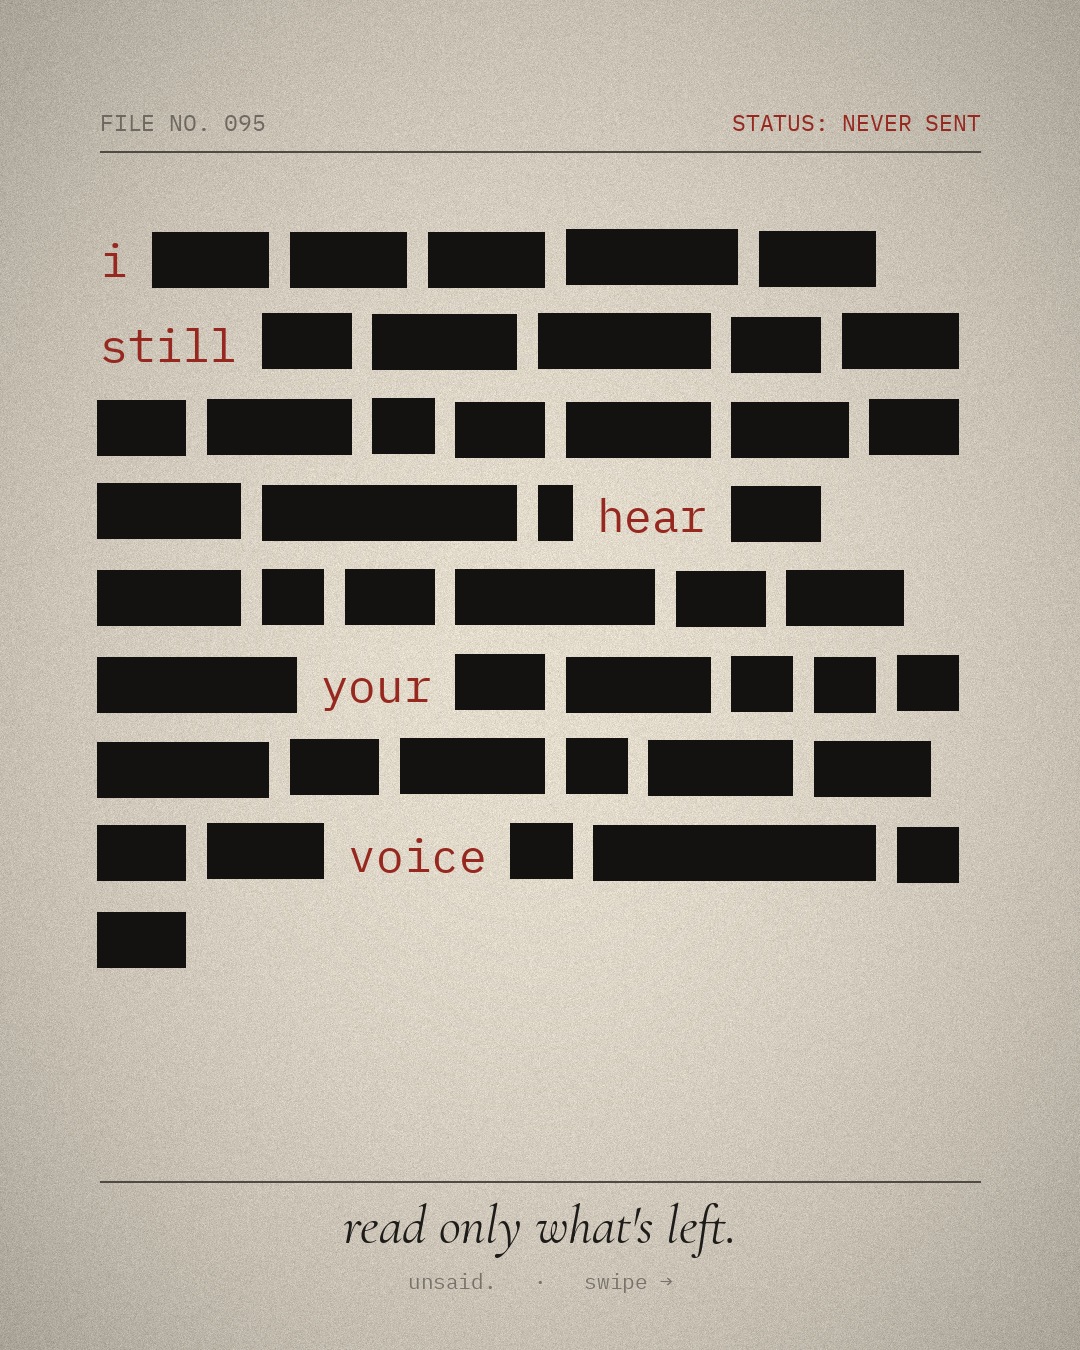 FILE NO. 095
STATUS: NEVER SENT
i
still
hear
your
voice
read only what's left.
unsaid. · swipe →